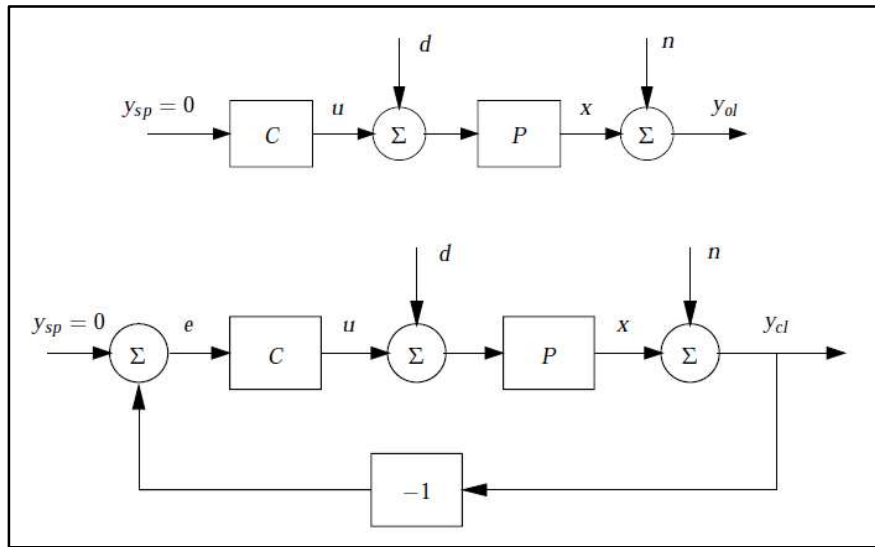 d n
y_sp = 0 u x y_ol
C Σ P Σ
d n
y_sp = 0 e u x y_cl
Σ C Σ P Σ
−1